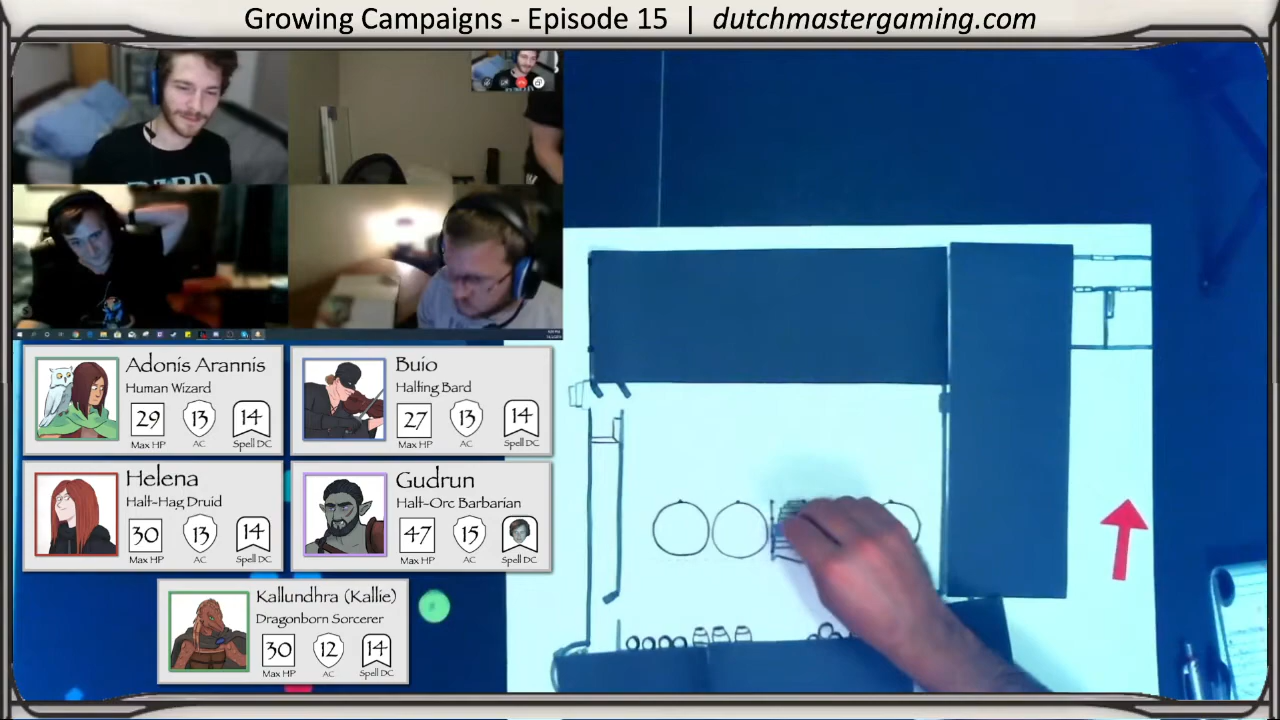 Growing Campaigns - Episode 15 | dutchmastergaming.com
Adonis Arannis
Human Wizard
29 13 14
Max HP AC Spell DC
Buio
Halfing Bard
27 13 14
Max HP AC Spell DC
Helena
Half-Hag Druid
30 13 14
Max HP AC Spell DC
Gudrun
Half-Orc Barbarian
47 15
Max HP AC Spell DC
Kallundhra (Kallie)
Dragonborn Sorcerer
30 12 14
Max HP AC Spell DC